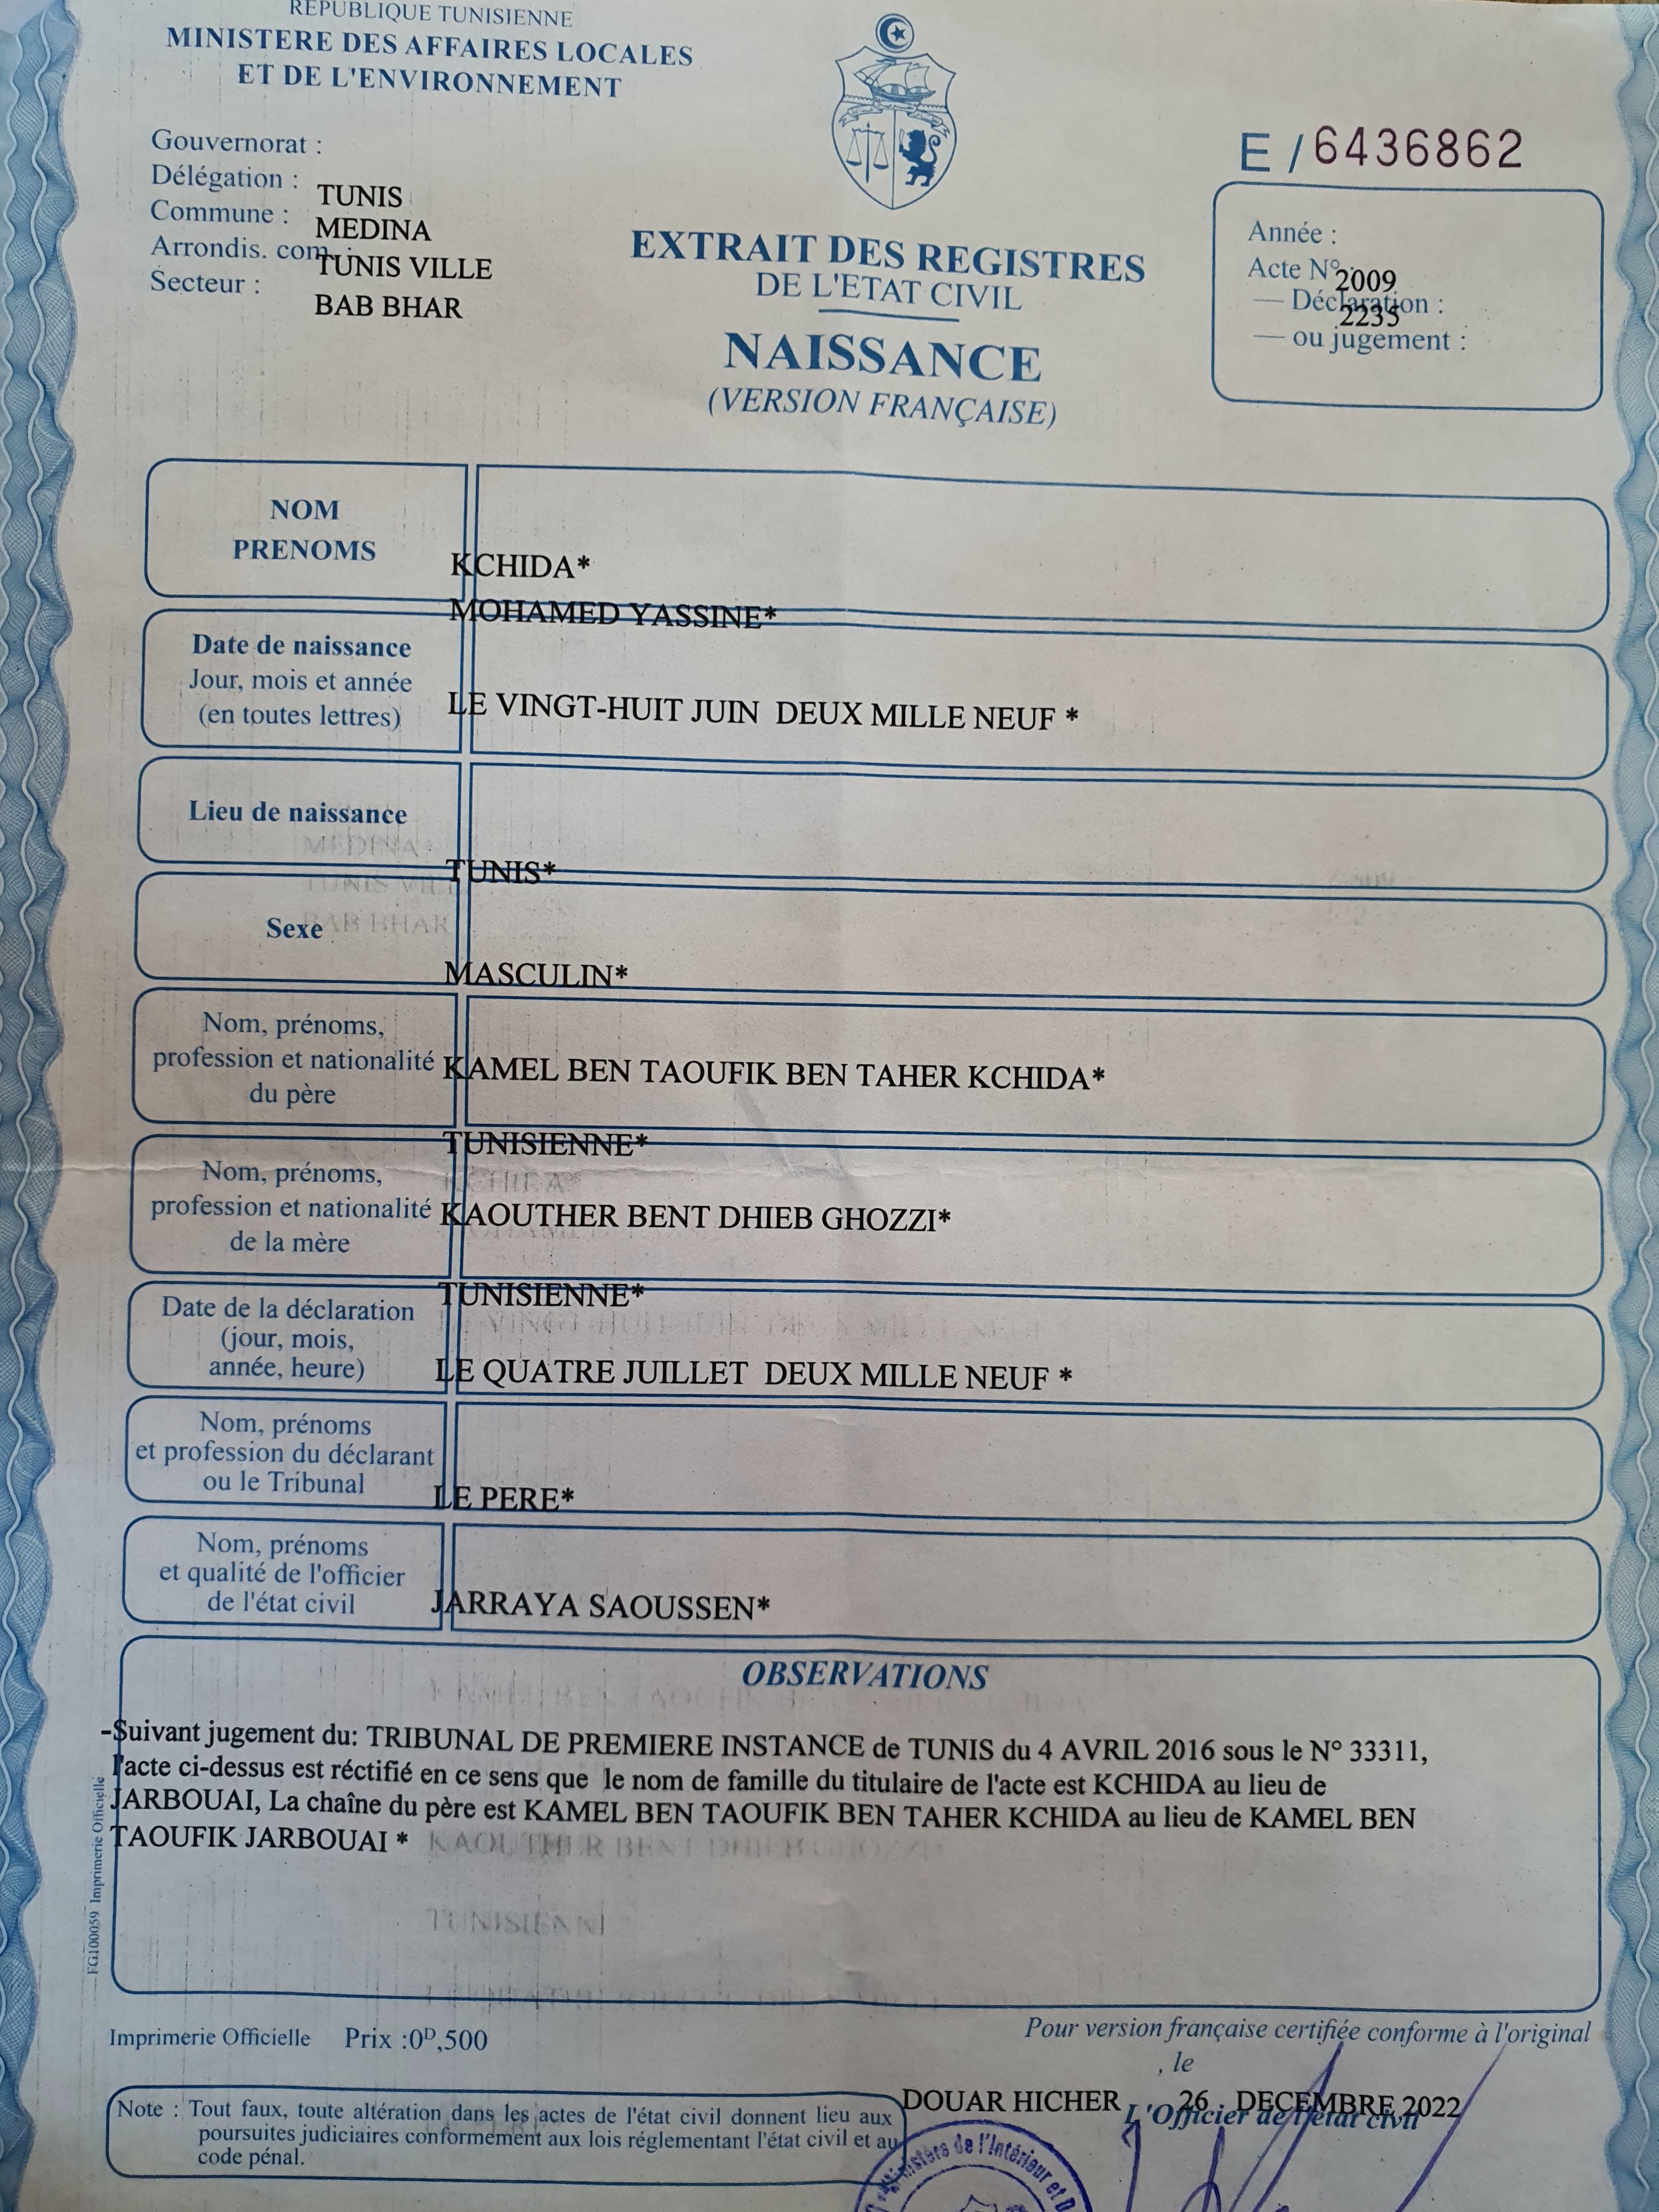 REPUBLIQUE TUNISIENNE
MINISTERE DES AFFAIRES LOCALES
ET DE L'ENVIRONNEMENT
Gouvernorat :
Délégation :
TUNIS
Commune :
MEDINA
Arrondis. com
TUNIS VILLE
Secteur :
BAB BHAR
E / 6436862
EXTRAIT DES REGISTRES
DE L'ETAT CIVIL
NAISSANCE
(VERSION FRANÇAISE)
Année :
Acte N° :
2009
— Déclaration :
2235
— ou jugement :
NOM
PRENOMS
KCHIDA*
MOHAMED YASSINE*
Date de naissance
Jour, mois et année
(en toutes lettres)
LE VINGT-HUIT JUIN DEUX MILLE NEUF *
Lieu de naissance
TUNIS*
Sexe
MASCULIN*
Nom, prénoms,
profession et nationalité
du père
KAMEL BEN TAOUFIK BEN TAHER KCHIDA*
TUNISIENNE*
Nom, prénoms,
profession et nationalité
de la mère
KAOUTHER BENT DHIEB GHOZZI*
TUNISIENNE*
Date de la déclaration
(jour, mois,
année, heure)
LE QUATRE JUILLET DEUX MILLE NEUF *
Nom, prénoms
et profession du déclarant
ou le Tribunal
LE PERE*
Nom, prénoms
et qualité de l'officier
de l'état civil
JARRAYA SAOUSSEN*
OBSERVATIONS
-Suivant jugement du: TRIBUNAL DE PREMIERE INSTANCE de TUNIS du 4 AVRIL 2016 sous le N° 33311,
l'acte ci-dessus est réctifié en ce sens que le nom de famille du titulaire de l'acte est KCHIDA au lieu de
JARBOUAI, La chaîne du père est KAMEL BEN TAOUFIK BEN TAHER KCHIDA au lieu de KAMEL BEN
TAOUFIK JARBOUAI *
FG100059 Imprimerie Officielle
Imprimerie Officielle Prix :0D,500
Pour version française certifiée conforme à l'original
, le
DOUAR HICHER 26 DECEMBRE 2022
L'Officier de l'état civil
Note : Tout faux, toute altération dans les actes de l'état civil donnent lieu aux
poursuites judiciaires conformement aux lois réglementant l'état civil et au
code pénal.
Ministère de l'Intérieur et